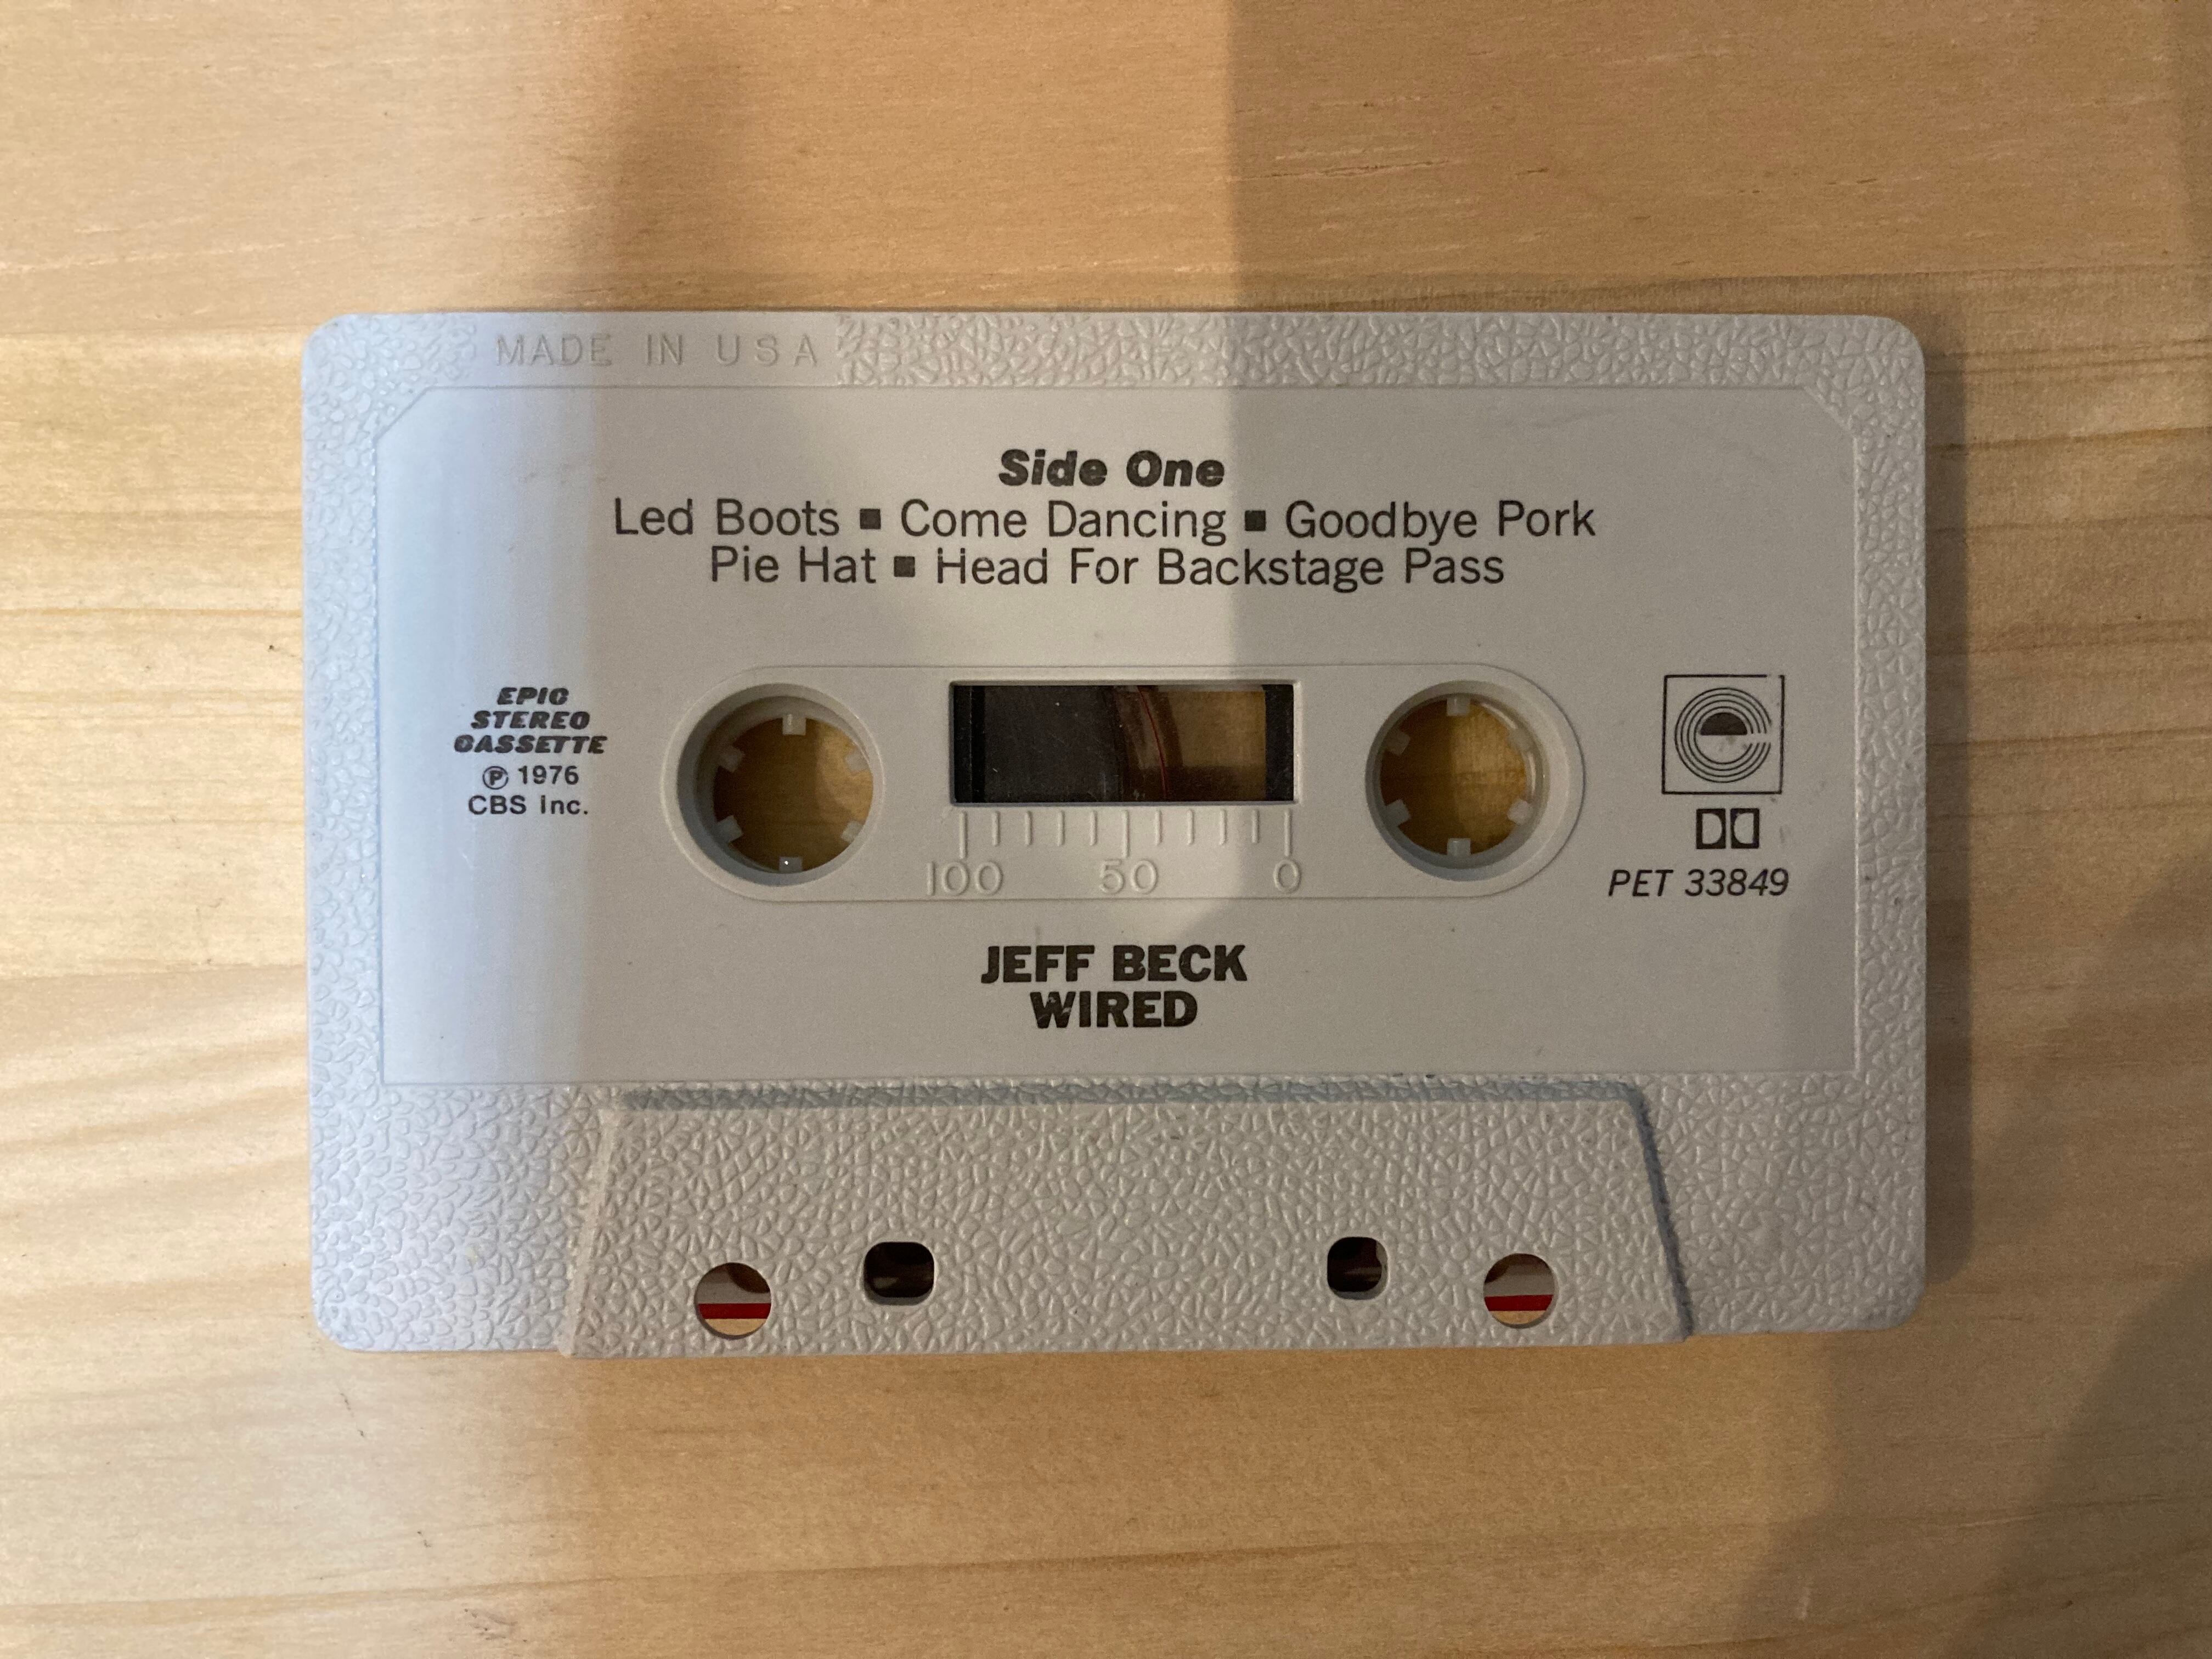 MADE IN USA
Side One
Led Boots ■ Come Dancing ■ Goodbye Pork
Pie Hat ■ Head For Backstage Pass
EPIC
STEREO
CASSETTE
℗ 1976
CBS Inc.
100 50 0
PET 33849
JEFF BECK
WIRED